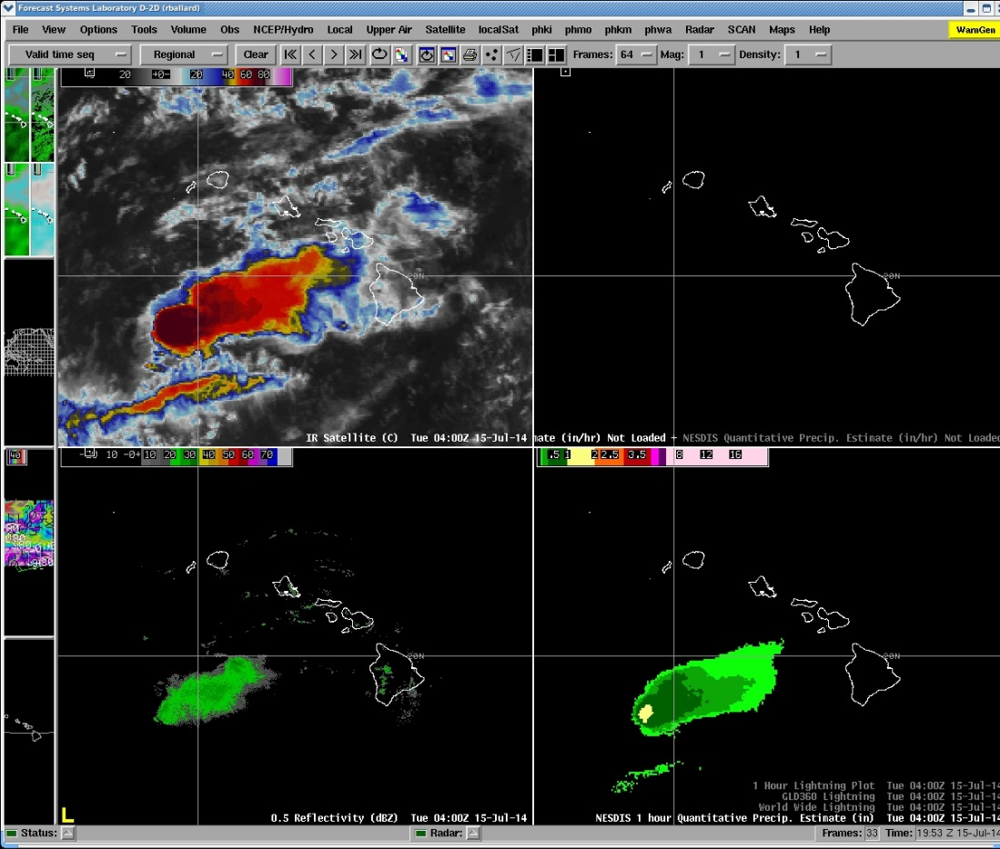 Forecast Systems Laboratory D-2D (rballard)
File View Options Tools Volume Obs NCEP/Hydro Local Upper Air Satellite localSat phki phmo phkm phwa Radar SCAN Maps Help WarnGen
Valid time seq Regional Clear Frames: 64 Mag: 1 Density: 1
20 +0- 20 40 60 80
20N
20N
IR Satellite (C) Tue 04:00Z 15-Jul-14
mate (in/hr) Not Loaded + NESDIS Quantitative Precip. Estimate (in/hr) Not Loade
40
10 -0+ 10 20 30 40 50 60 70
.5 1 2 2.5 3.5 8 12 16
20N
20N
1 Hour Lightning Plot Tue 04:00Z 15-Jul-14
GLD360 Lightning Tue 04:00Z 15-Jul-14
World Wide Lightning Tue 04:00Z 15-Jul-14
L
0.5 Reflectivity (dBZ) Tue 04:00Z 15-Jul-14
NESDIS 1 hour Quantitative Precip. Estimate (in) Tue 04:00Z 15-Jul-14
Status: Radar: Frames: 33 Time: 19:53 Z 15-Jul-14